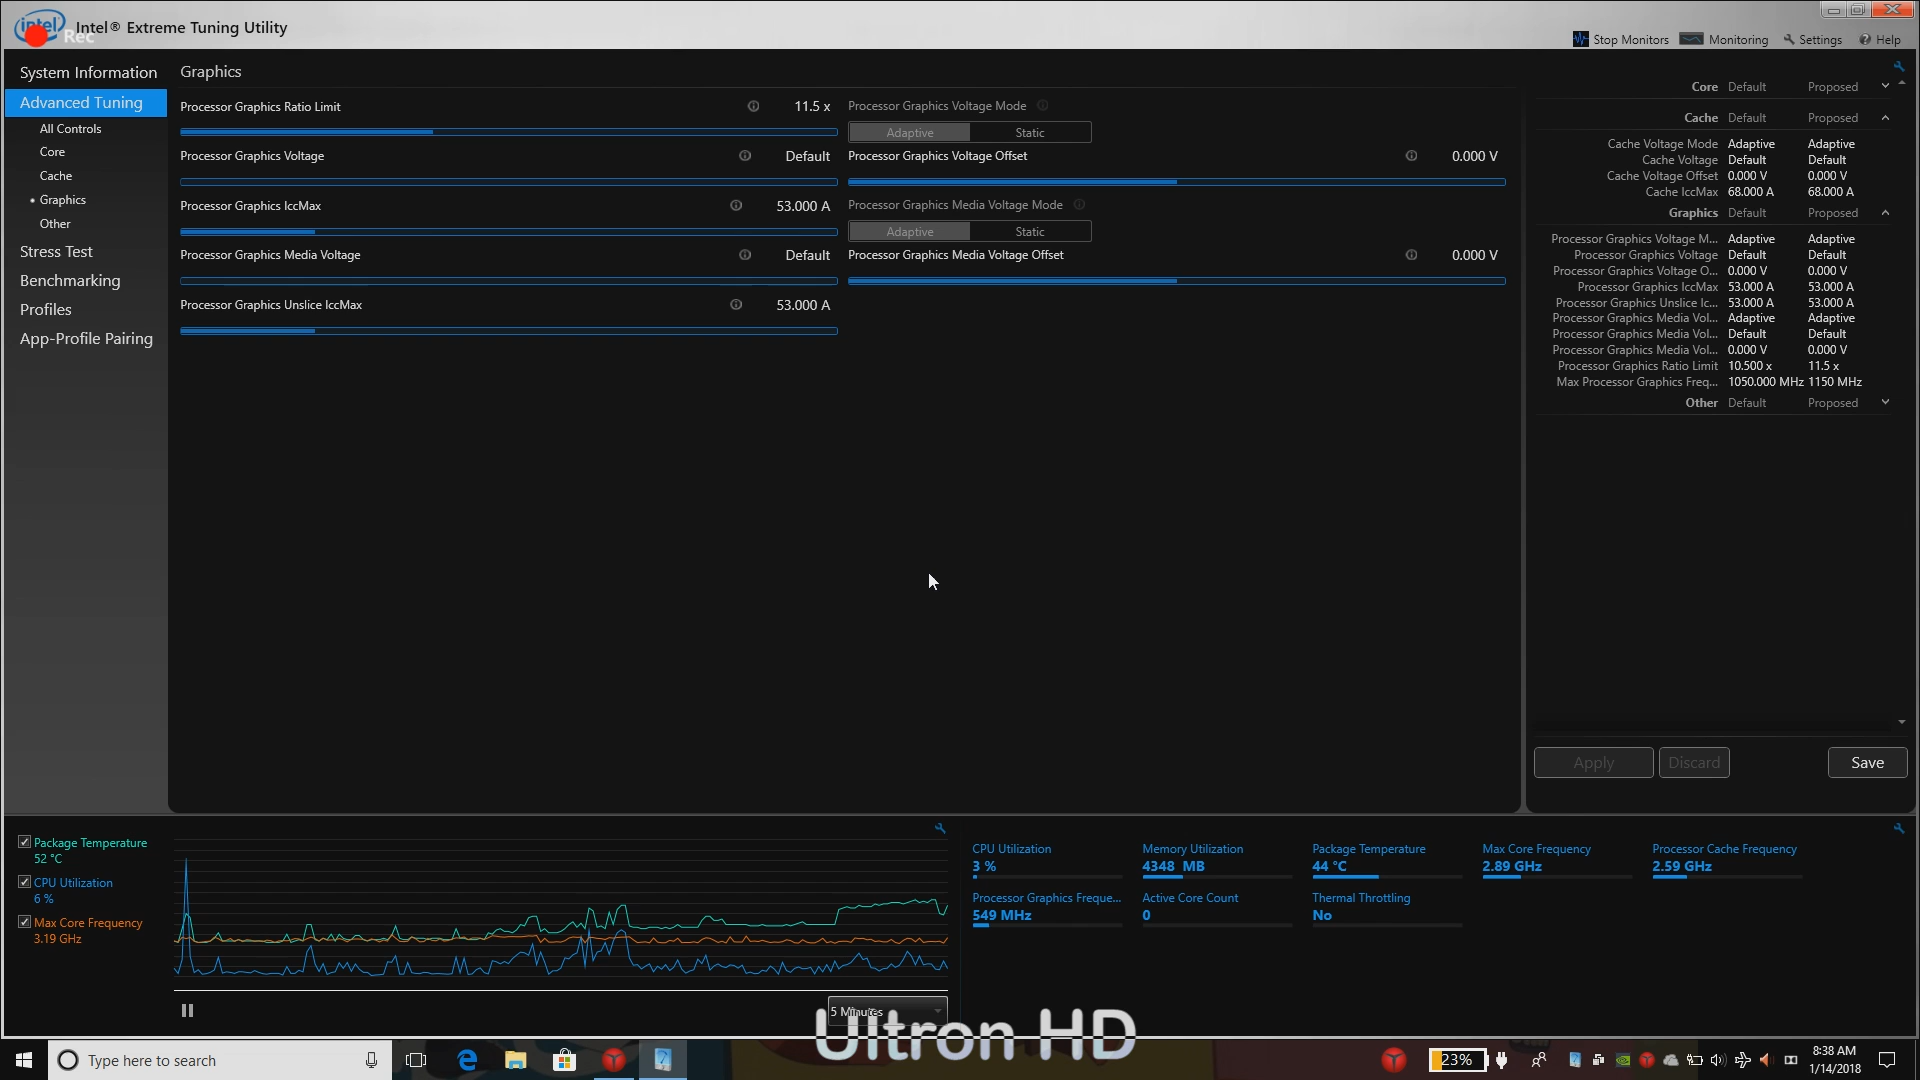 intel
Rec
Intel® Extreme Tuning Utility
Stop Monitors
Monitoring
Settings
Help
System Information
Advanced Tuning
All Controls
Core
Cache
Graphics
Other
Stress Test
Benchmarking
Profiles
App-Profile Pairing
Graphics
Processor Graphics Ratio Limit 11.5 x
Processor Graphics Voltage Mode
Adaptive Static
Processor Graphics Voltage Default
Processor Graphics Voltage Offset 0.000 V
Processor Graphics IccMax 53.000 A
Processor Graphics Media Voltage Mode
Adaptive Static
Processor Graphics Media Voltage Default
Processor Graphics Media Voltage Offset 0.000 V
Processor Graphics Unslice IccMax 53.000 A
Core Default Proposed
Cache Default Proposed
Cache Voltage Mode Adaptive Adaptive
Cache Voltage Default Default
Cache Voltage Offset 0.000 V 0.000 V
Cache IccMax 68.000 A 68.000 A
Graphics Default Proposed
Processor Graphics Voltage M... Adaptive Adaptive
Processor Graphics Voltage Default Default
Processor Graphics Voltage O... 0.000 V 0.000 V
Processor Graphics IccMax 53.000 A 53.000 A
Processor Graphics Unslice Ic... 53.000 A 53.000 A
Processor Graphics Media Vol... Adaptive Adaptive
Processor Graphics Media Vol... Default Default
Processor Graphics Media Vol... 0.000 V 0.000 V
Processor Graphics Ratio Limit 10.500 x 11.5 x
Max Processor Graphics Freq... 1050.000 MHz 1150 MHz
Other Default Proposed
Apply Discard Save
Package Temperature
52 °C
CPU Utilization
6 %
Max Core Frequency
3.19 GHz
5 Minutes
CPU Utilization
3 %
Memory Utilization
4348 MB
Package Temperature
44 °C
Max Core Frequency
2.89 GHz
Processor Cache Frequency
2.59 GHz
Processor Graphics Freque...
549 MHz
Active Core Count
0
Thermal Throttling
No
Ultron HD
Type here to search
23%
8:38 AM
1/14/2018